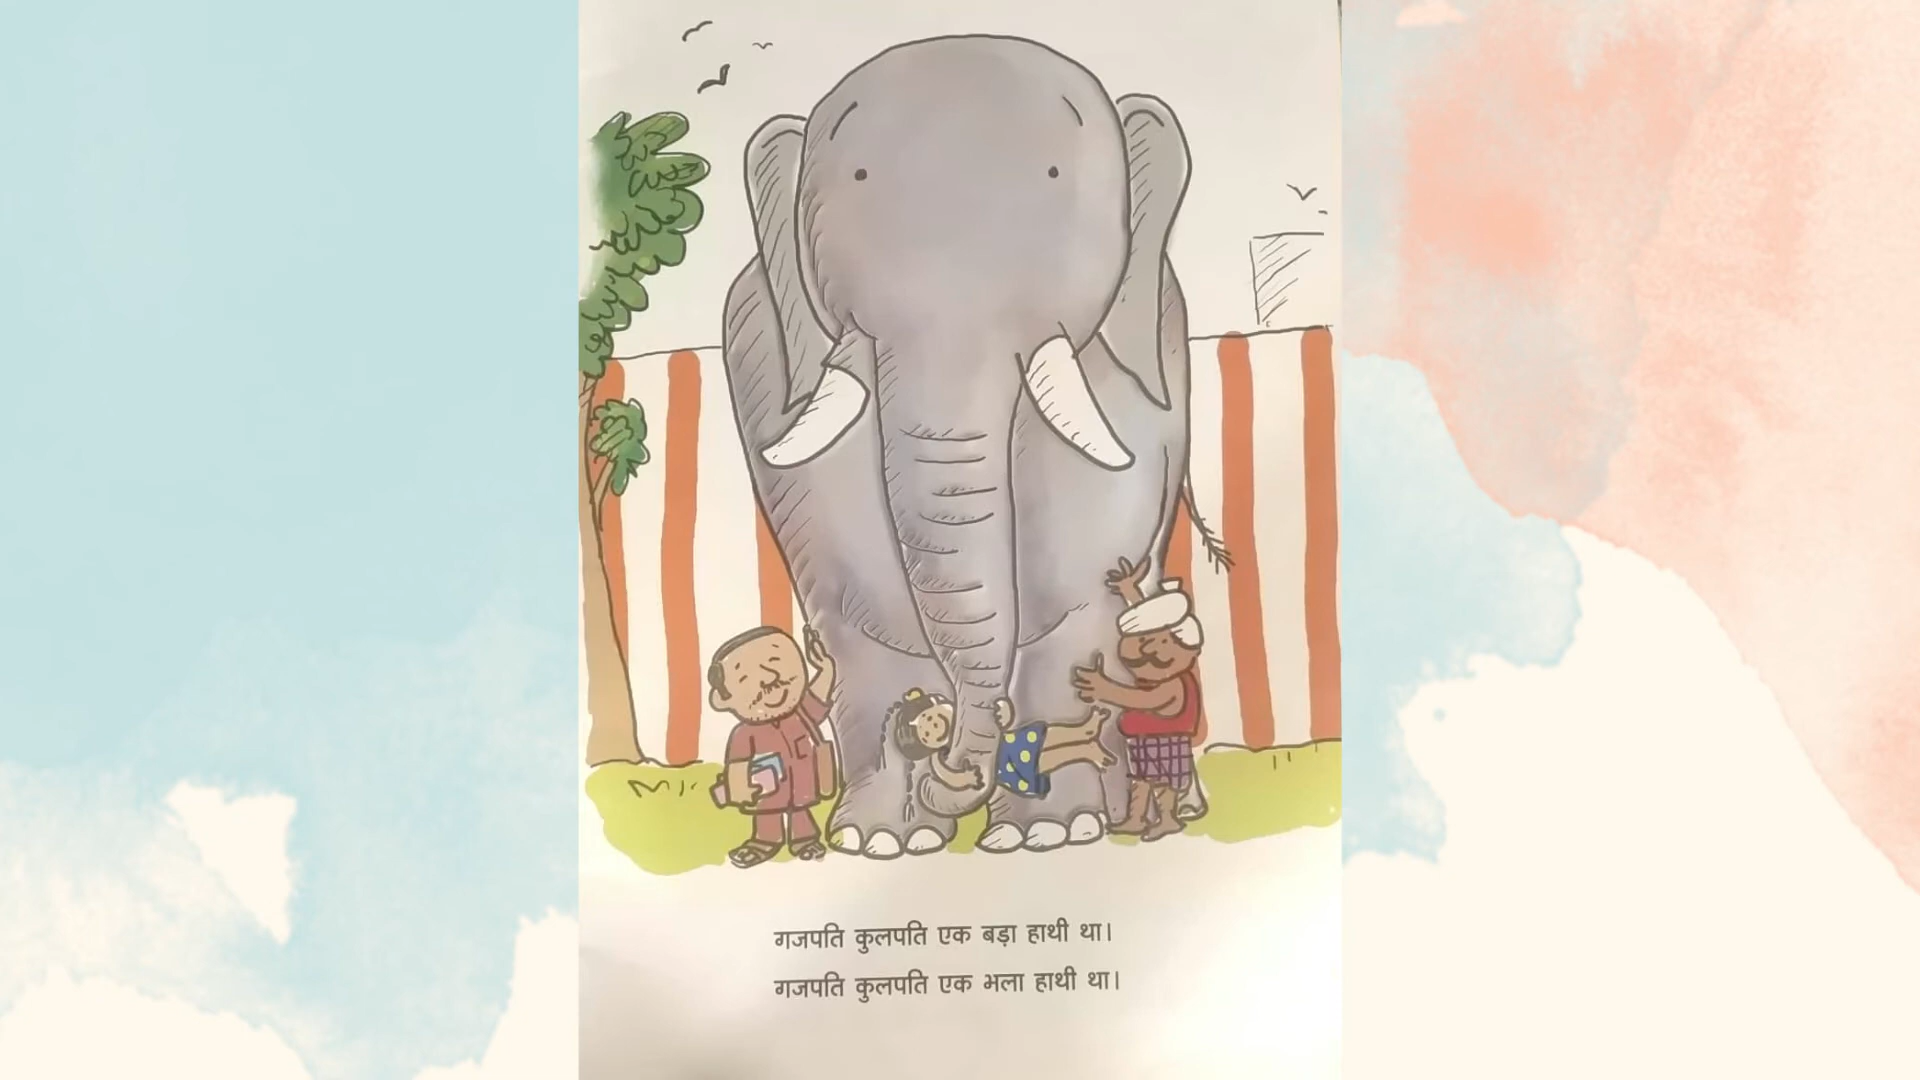 गजपति कुलपति एक बड़ा हाथी था।
गजपति कुलपति एक भला हाथी था।